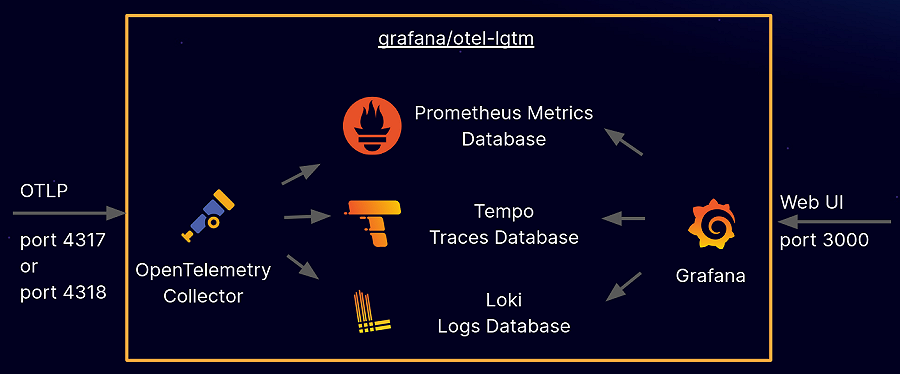 grafana/otel-lgtm
Prometheus Metrics
Database
OTLP
port 4317
or
port 4318
OpenTelemetry
Collector
Tempo
Traces Database
Loki
Logs Database
Grafana
Web UI
port 3000